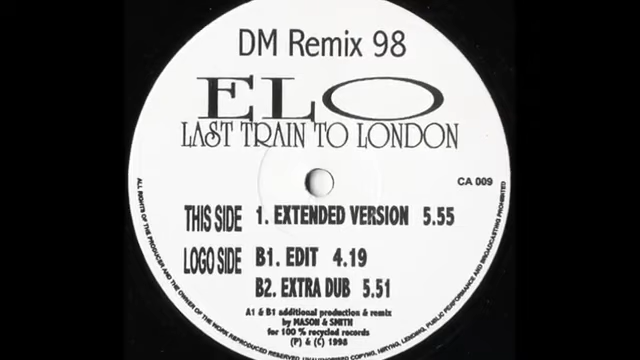 DM Remix 98
ELO
LAST TRAIN TO LONDON
CA 009
THIS SIDE 1. EXTENDED VERSION 5.55
LOGO SIDE B1. EDIT 4.19
B2. EXTRA DUB 5.51
A1 & B1 additional production & remix
by MASON & SMITH
for 100 % recycled records
(P) & (C) 1998
ALL RIGHTS OF THE PRODUCER AND THE OWNER OF THE WORK REPRODUCED RESERVED. UNAUTHORISED COPYING, HIRING, LENDING, PUBLIC PERFORMANCE AND BROADCASTING PROHIBITED